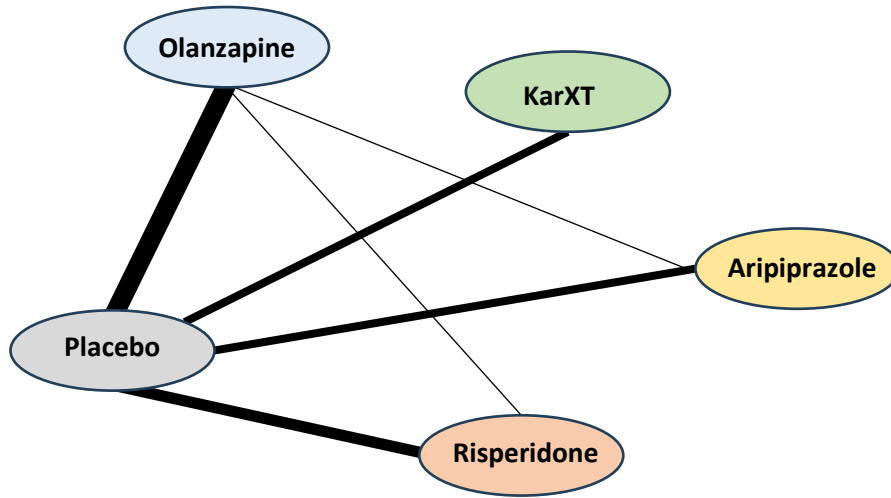 Olanzapine
KarXT
Aripiprazole
Placebo
Risperidone